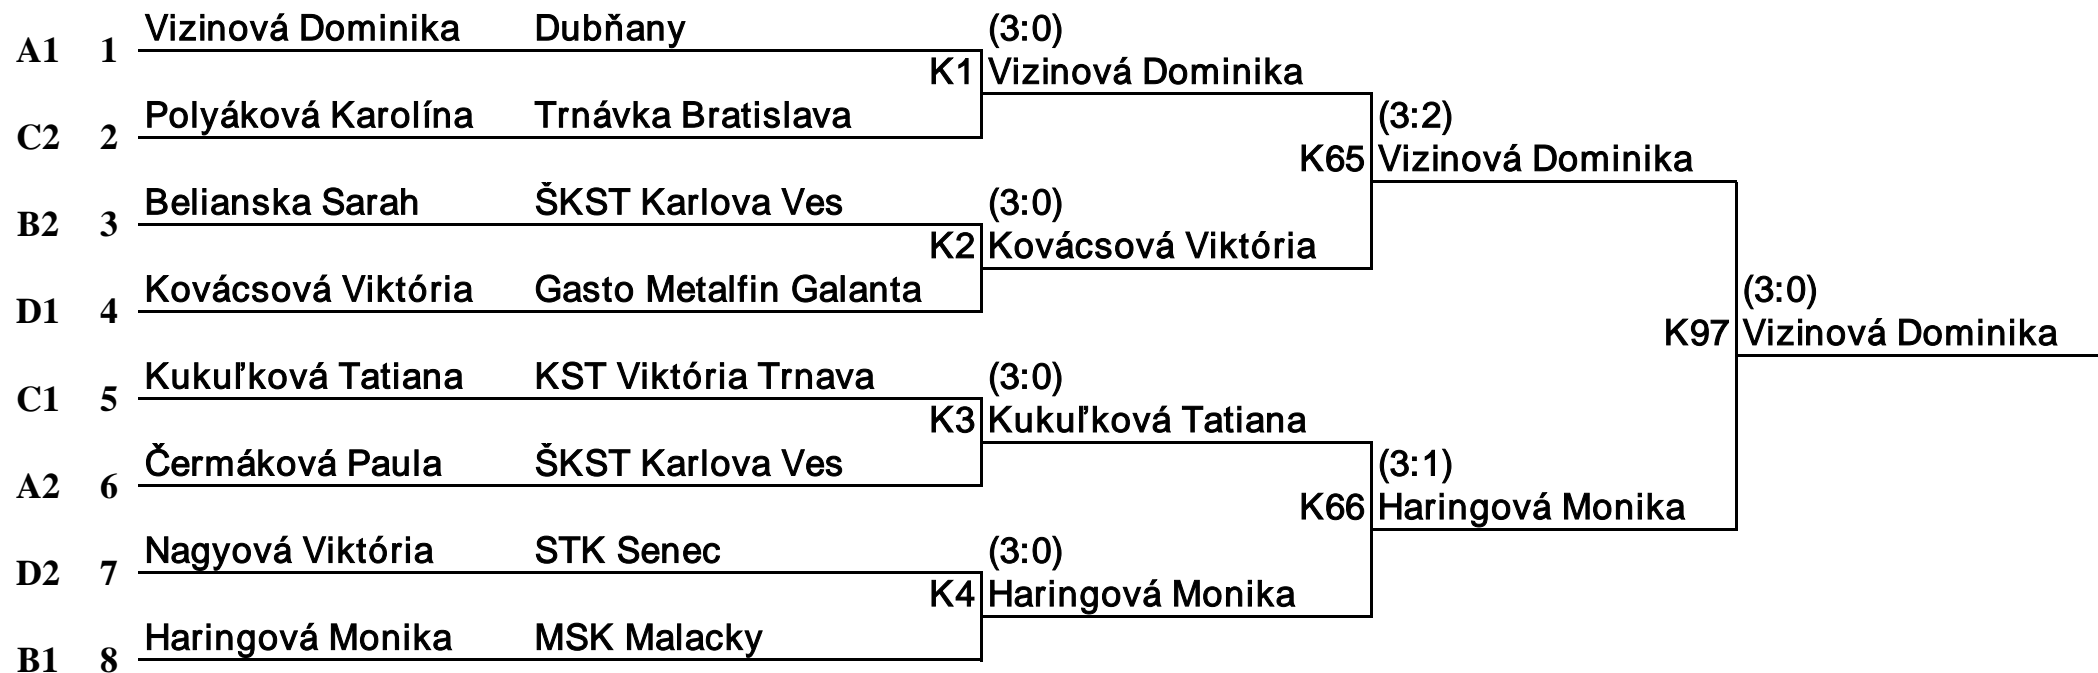 Vizinová Dominika Dubňany (3:0)
A1 1
K1 Vizinová Dominika
Polyáková Karolína Trnávka Bratislava (3:2)
C2 2
K65 Vizinová Dominika
Belianska Sarah ŠKST Karlova Ves (3:0)
B2 3
K2 Kovácsová Viktória
Kovácsová Viktória Gasto Metalfin Galanta (3:0)
D1 4
K97 Vizinová Dominika
Kukuľková Tatiana KST Viktória Trnava (3:0)
C1 5
K3 Kukuľková Tatiana
Čermáková Paula ŠKST Karlova Ves (3:1)
A2 6
K66 Haringová Monika
Nagyová Viktória STK Senec (3:0)
D2 7
K4 Haringová Monika
Haringová Monika MSK Malacky
B1 8